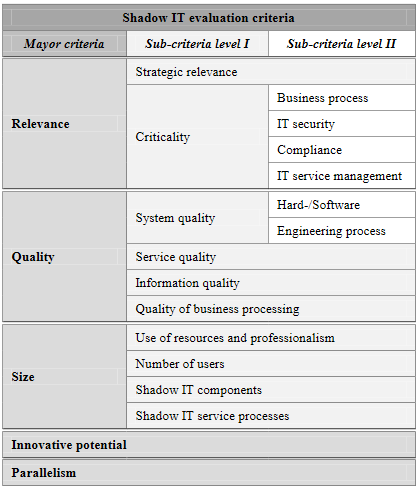 Shadow IT evaluation criteria
Mayor criteria Sub-criteria level I Sub-criteria level II
Relevance
Strategic relevance
Criticality
Business process
IT security
Compliance
IT service management
Quality
System quality
Hard-/Software
Engineering process
Service quality
Information quality
Quality of business processing
Size
Use of resources and professionalism
Number of users
Shadow IT components
Shadow IT service processes
Innovative potential
Parallelism